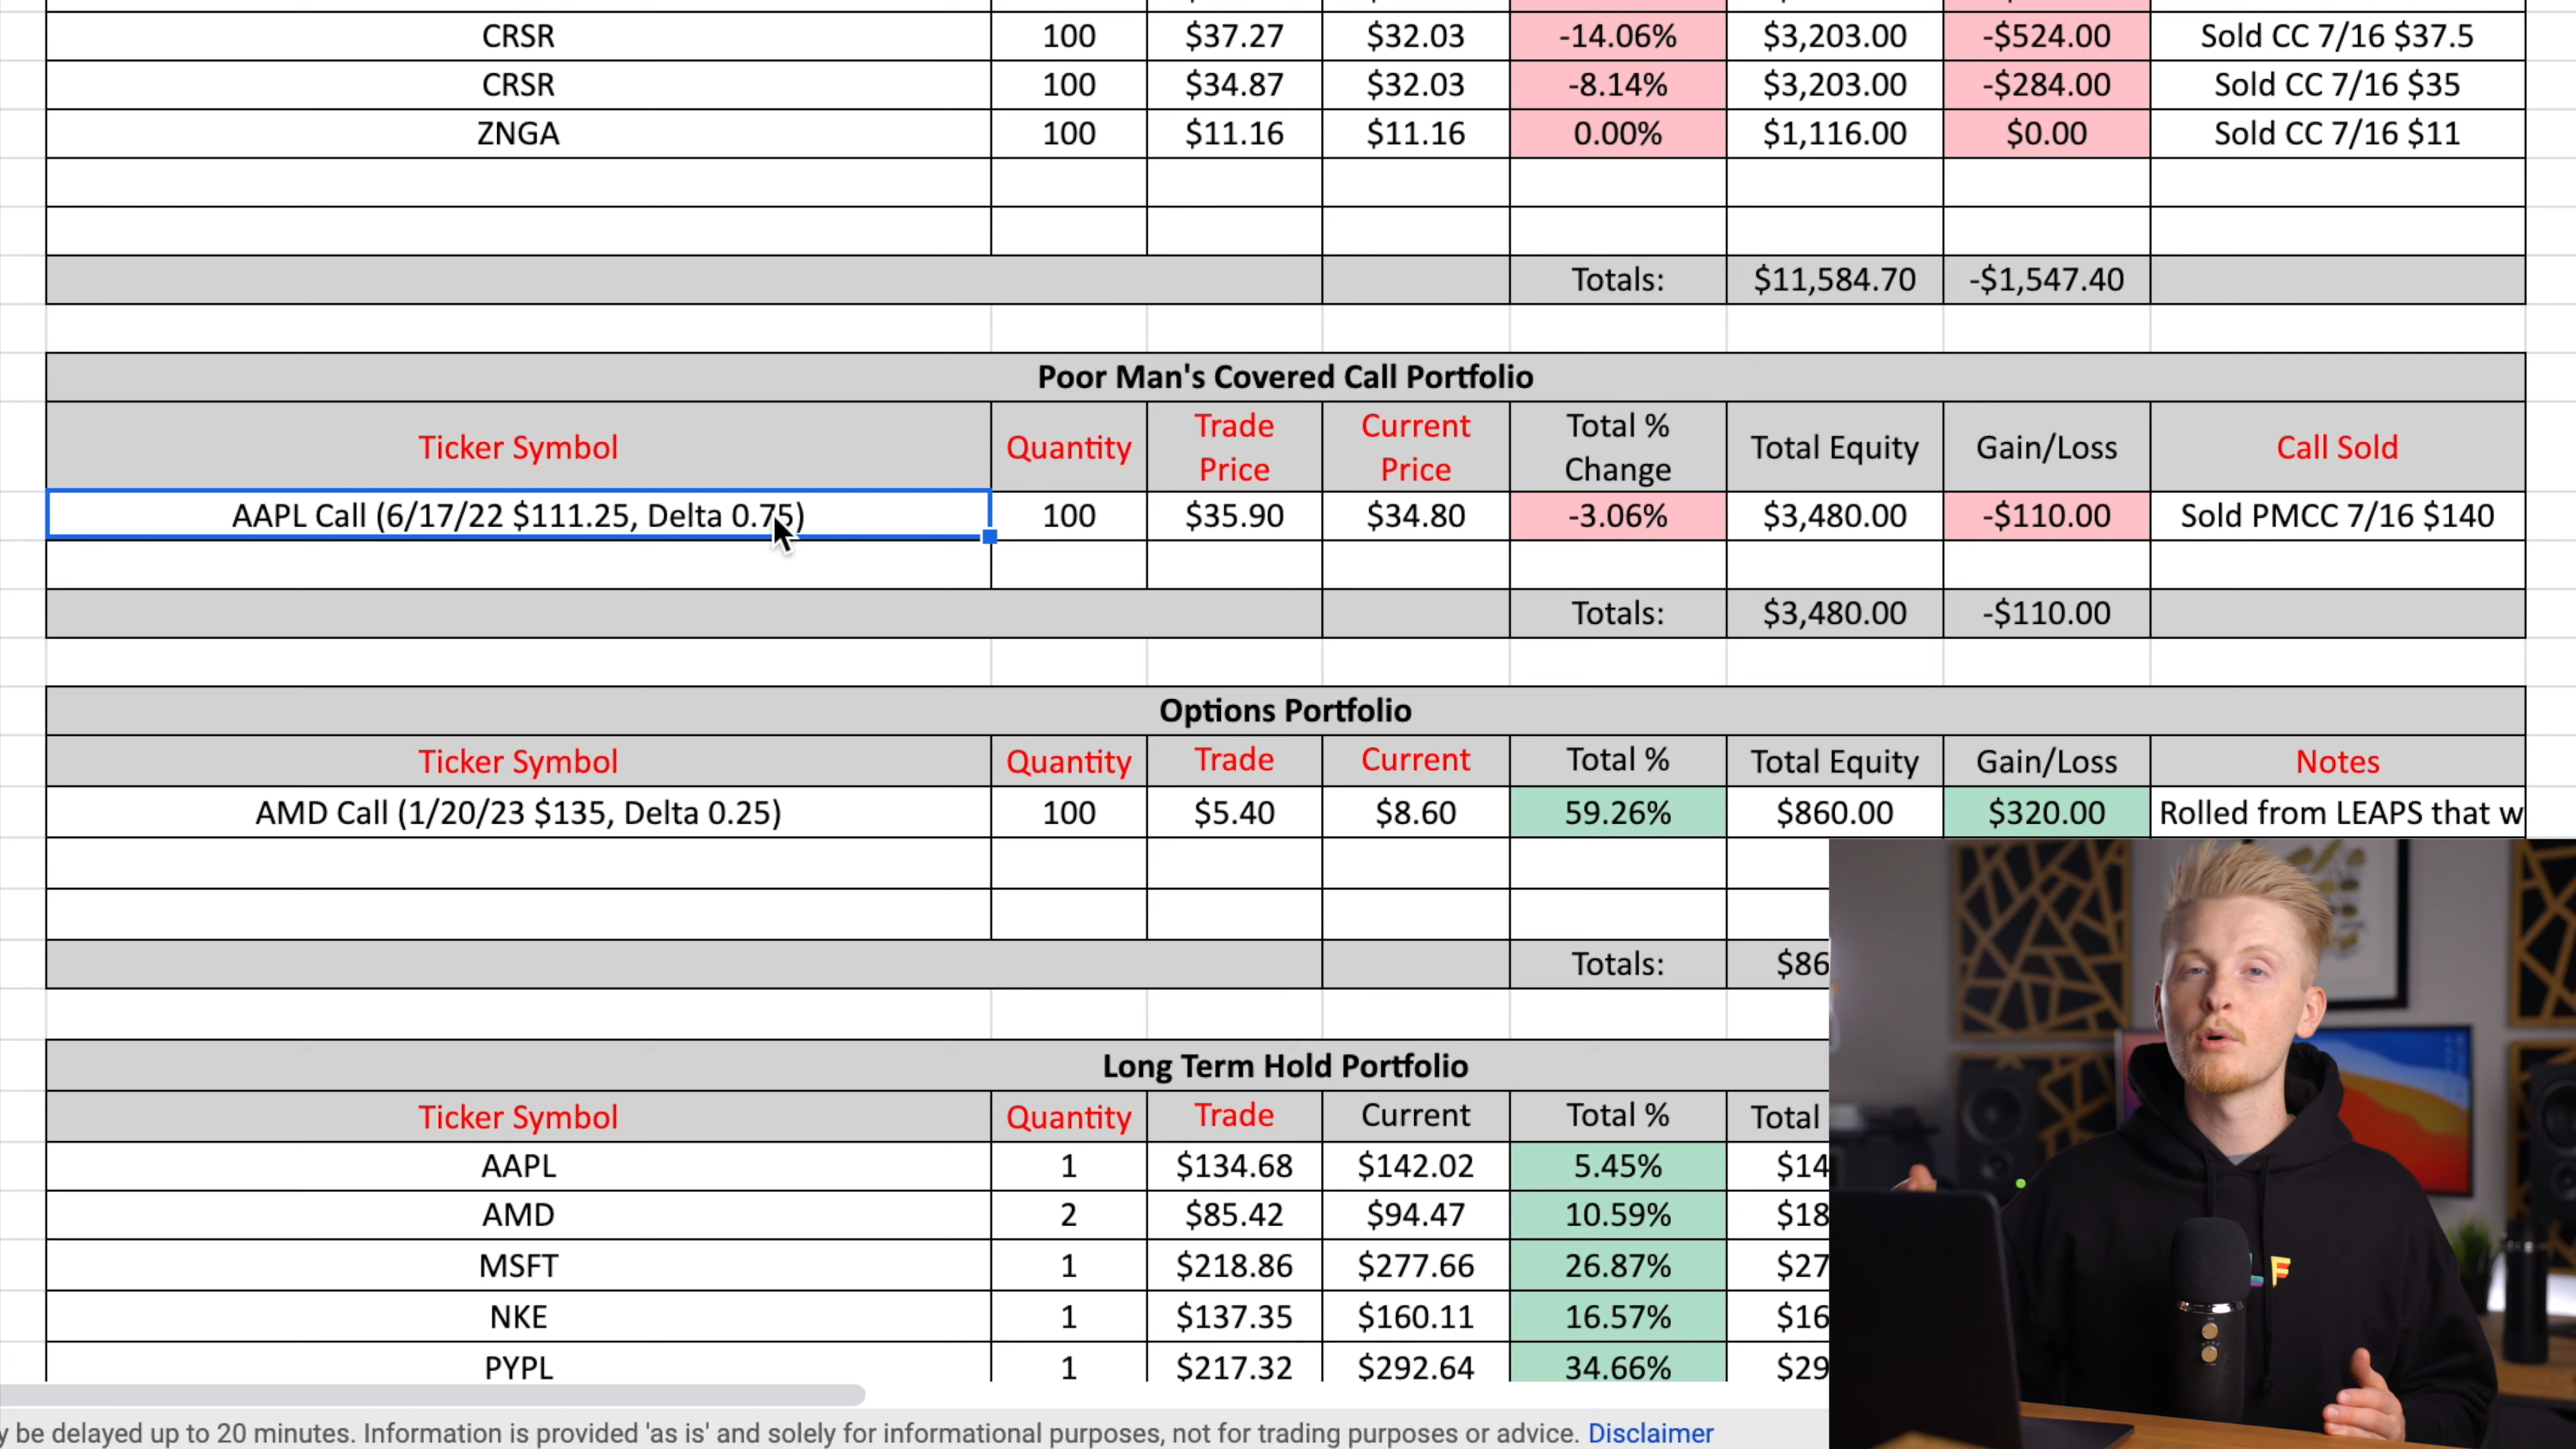 CRSR 100 $37.27 $32.03 -14.06% $3,203.00 -$524.00 Sold CC 7/16 $37.5
CRSR 100 $34.87 $32.03 -8.14% $3,203.00 -$284.00 Sold CC 7/16 $35
ZNGA 100 $11.16 $11.16 0.00% $1,116.00 $0.00 Sold CC 7/16 $11
Totals: $11,584.70 -$1,547.40
Poor Man's Covered Call Portfolio
Ticker Symbol Quantity Trade Price Current Price Total % Change Total Equity Gain/Loss Call Sold
AAPL Call (6/17/22 $111.25, Delta 0.75) 100 $35.90 $34.80 -3.06% $3,480.00 -$110.00 Sold PMCC 7/16 $140
Totals: $3,480.00 -$110.00
Options Portfolio
Ticker Symbol Quantity Trade Current Total % Total Equity Gain/Loss Notes
AMD Call (1/20/23 $135, Delta 0.25) 100 $5.40 $8.60 59.26% $860.00 $320.00 Rolled from LEAPS that w
Totals: $86
Long Term Hold Portfolio
Ticker Symbol Quantity Trade Current Total % Total
AAPL 1 $134.68 $142.02 5.45% $14
AMD 2 $85.42 $94.47 10.59% $18
MSFT 1 $218.86 $277.66 26.87% $27
NKE 1 $137.35 $160.11 16.57% $16
PYPL 1 $217.32 $292.64 34.66% $29
y be delayed up to 20 minutes. Information is provided 'as is' and solely for informational purposes, not for trading purposes or advice. Disclaimer